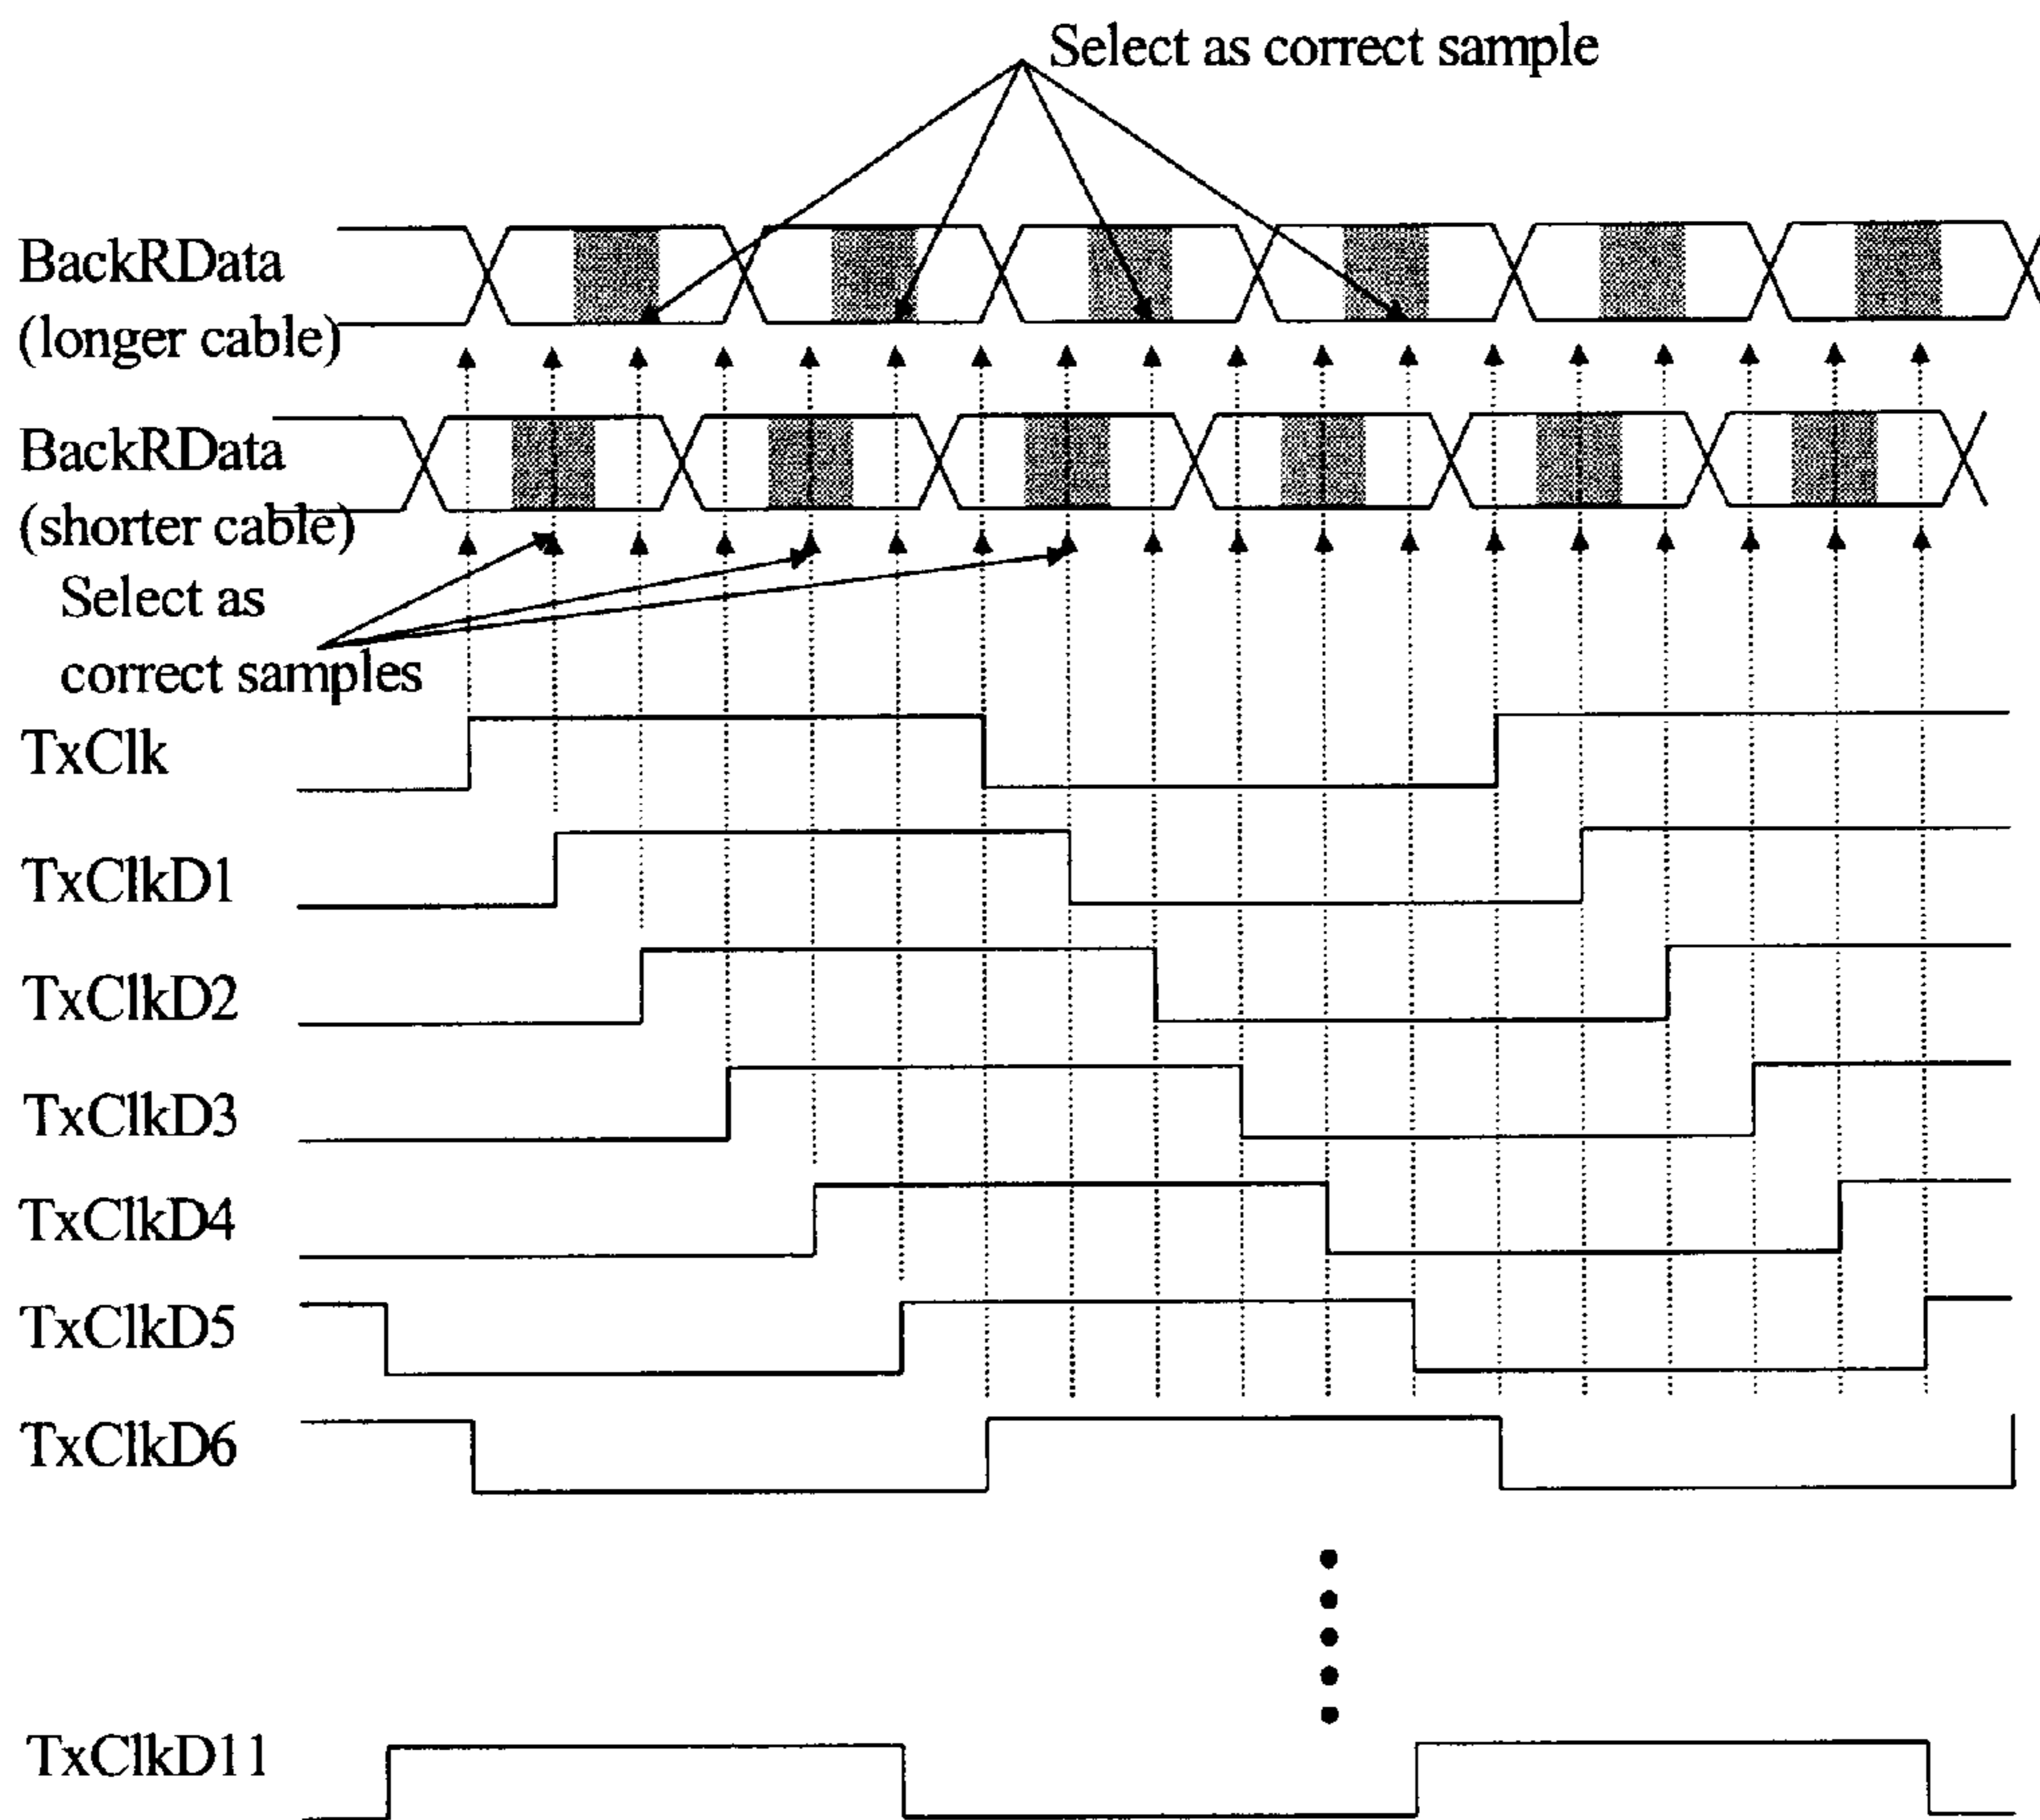 Select as correct sample
BackRData
(longer cable)
BackRData
(shorter cable)
Select as
correct samples
TxClk
TxClkD1
TxClkD2
TxClkD3
TxClkD4
TxClkD5
TxClkD6
TxClkD11